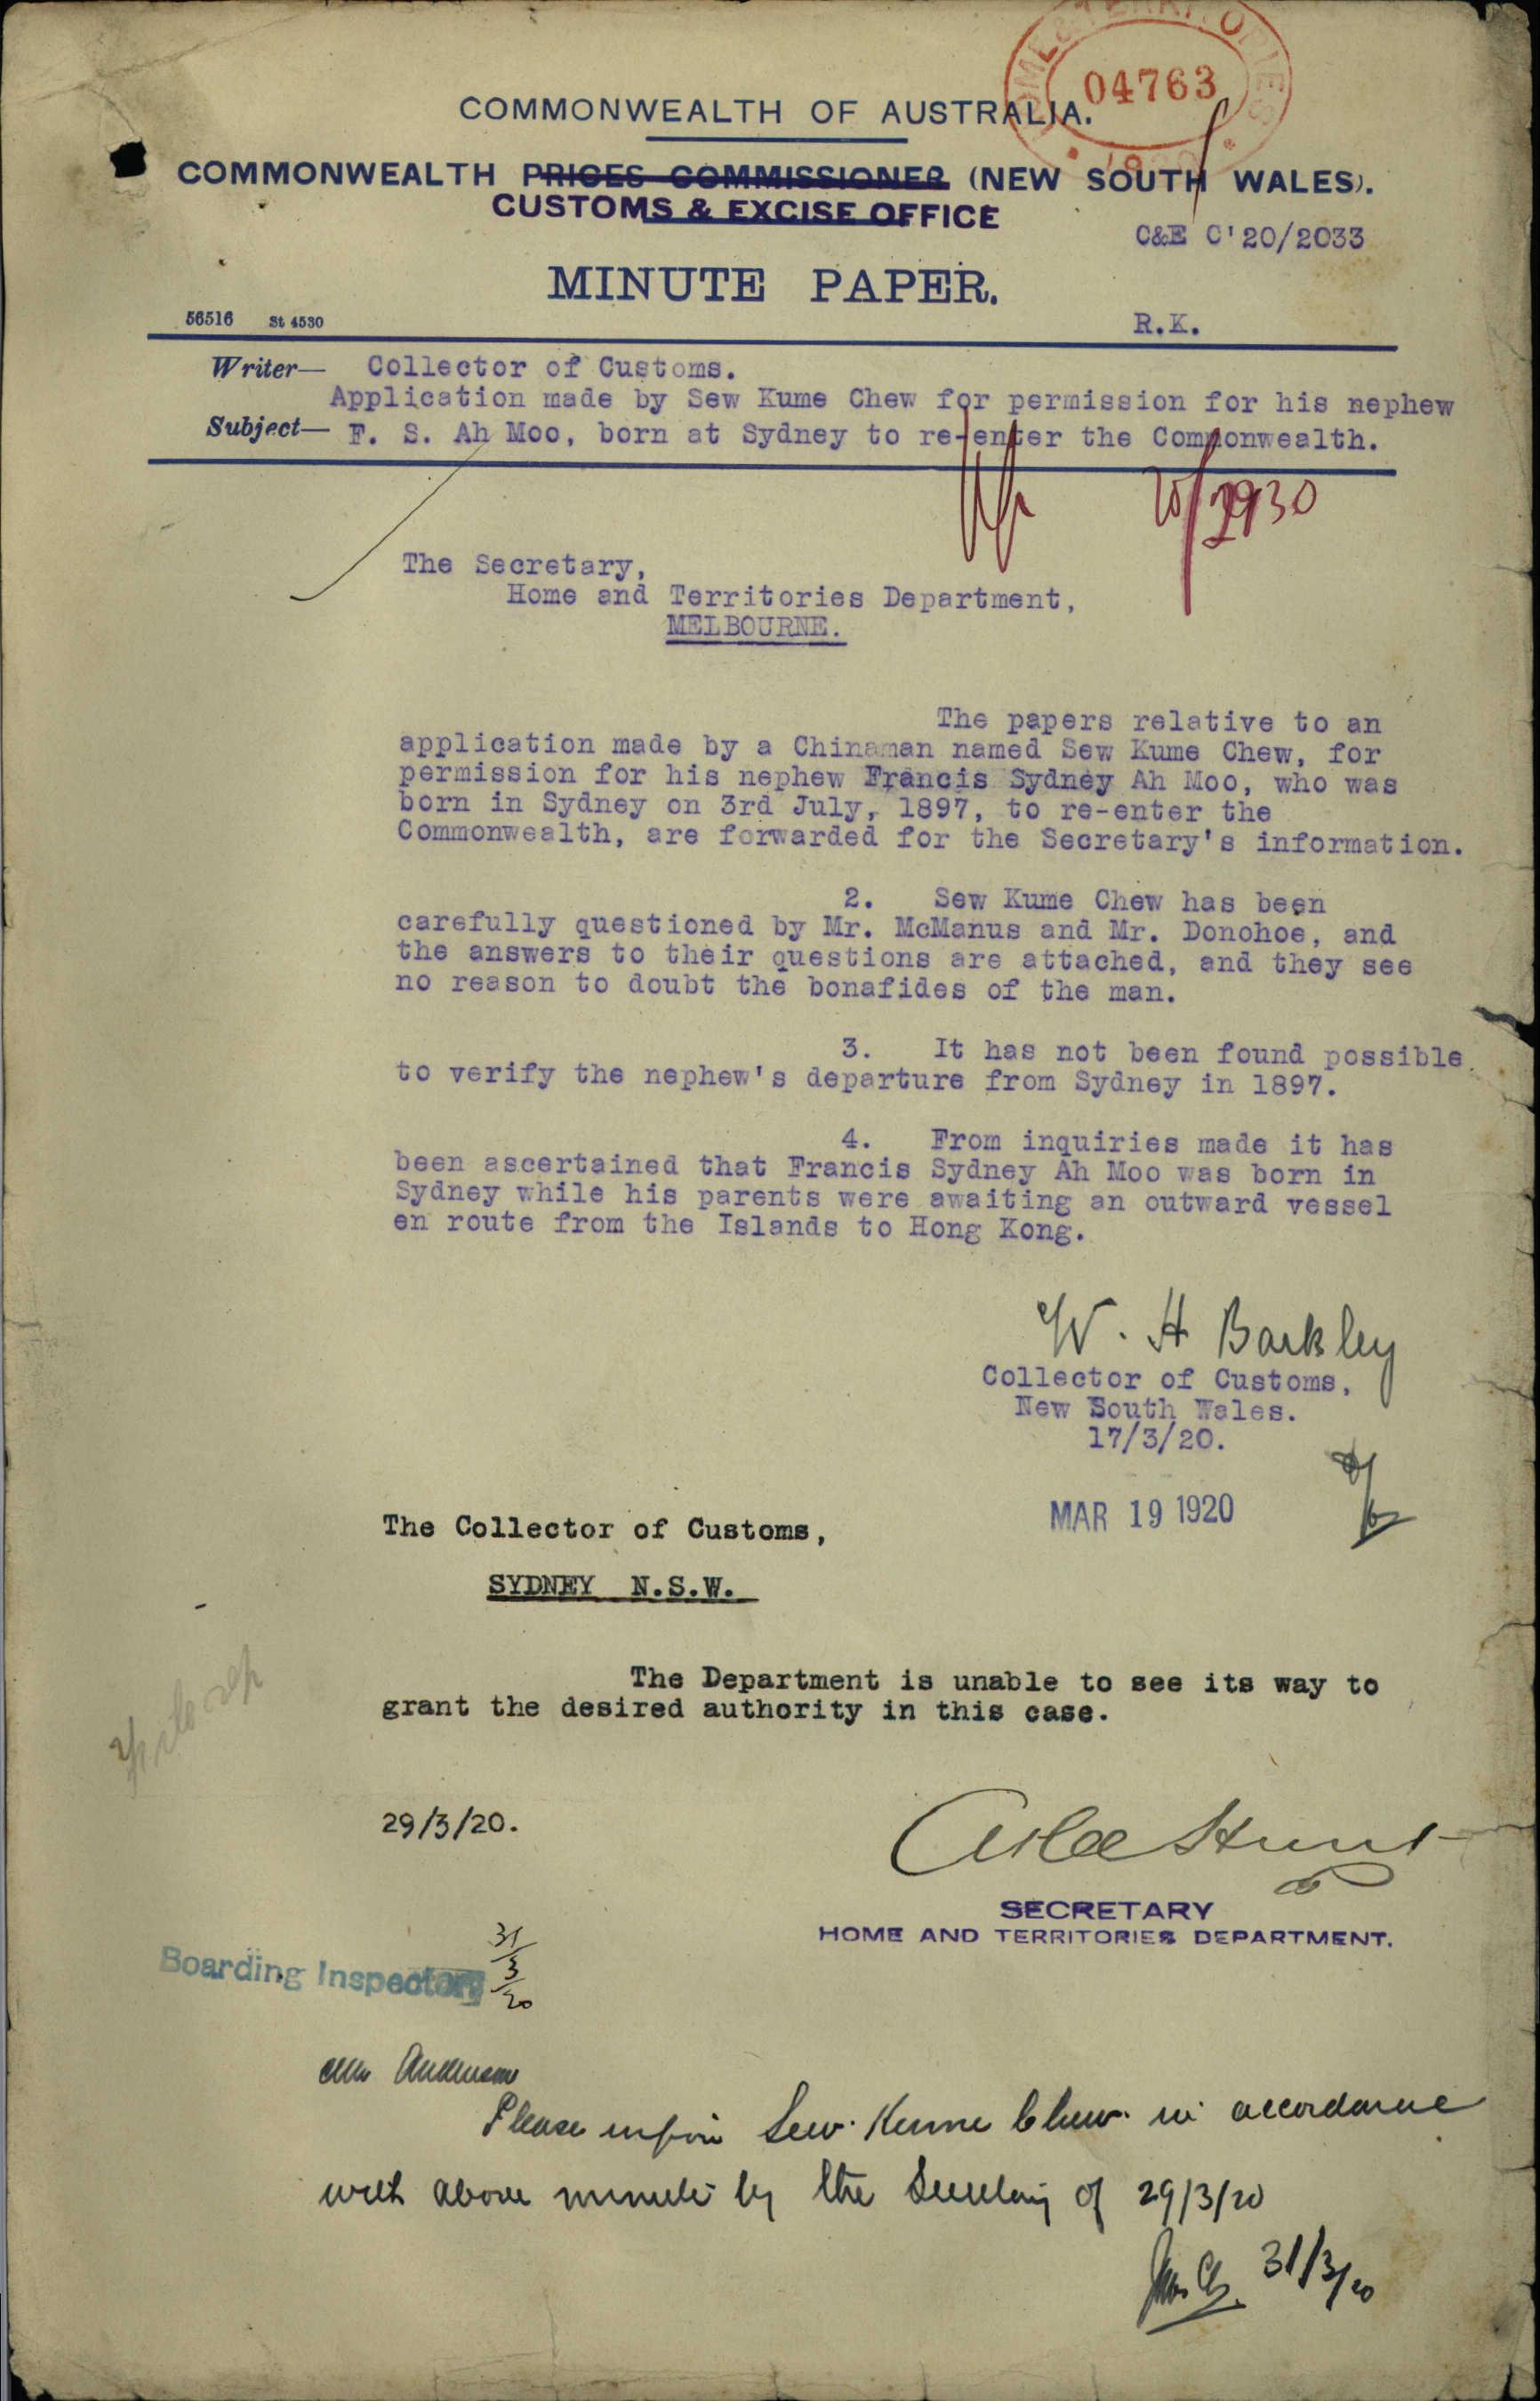 HOME & TERRITORIES
04763
COMMONWEALTH OF AUSTRALIA.
COMMONWEALTH PRICES COMMISSIONER (NEW SOUTH WALES).
CUSTOMS & EXCISE OFFICE
C&E C'20/2033
MINUTE PAPER.
56516 St 4530
R.K.
Writer— Collector of Customs.
Application made by Sew Kume Chew for permission for his nephew
Subject— F. S. Ah Moo, born at Sydney to re-enter the Commonwealth.
20/2930
The Secretary,
Home and Territories Department,
MELBOURNE.
The papers relative to an
application made by a Chinaman named Sew Kume Chew, for
permission for his nephew Francis Sydney Ah Moo, who was
born in Sydney on 3rd July, 1897, to re-enter the
Commonwealth, are forwarded for the Secretary's information.
2. Sew Kume Chew has been
carefully questioned by Mr. McManus and Mr. Donohoe, and
the answers to their questions are attached, and they see
no reason to doubt the bonafides of the man.
3. It has not been found possible
to verify the nephew's departure from Sydney in 1897.
4. From inquiries made it has
been ascertained that Francis Sydney Ah Moo was born in
Sydney while his parents were awaiting an outward vessel
en route from the Islands to Hong Kong.
W. H Barkley
Collector of Customs,
New South Wales.
17/3/20.
MAR 19 1920
The Collector of Customs,
SYDNEY N.S.W.
The Department is unable to see its way to
grant the desired authority in this case.
29/3/20.
Atlee Hunt
SECRETARY
HOME AND TERRITORIES DEPARTMENT.
Boarding Inspector
31/3/20
Mr Anderson
Please inform Sew Kume Chew in accordance
with above minute by the Secretary of 29/3/20
31/3/20